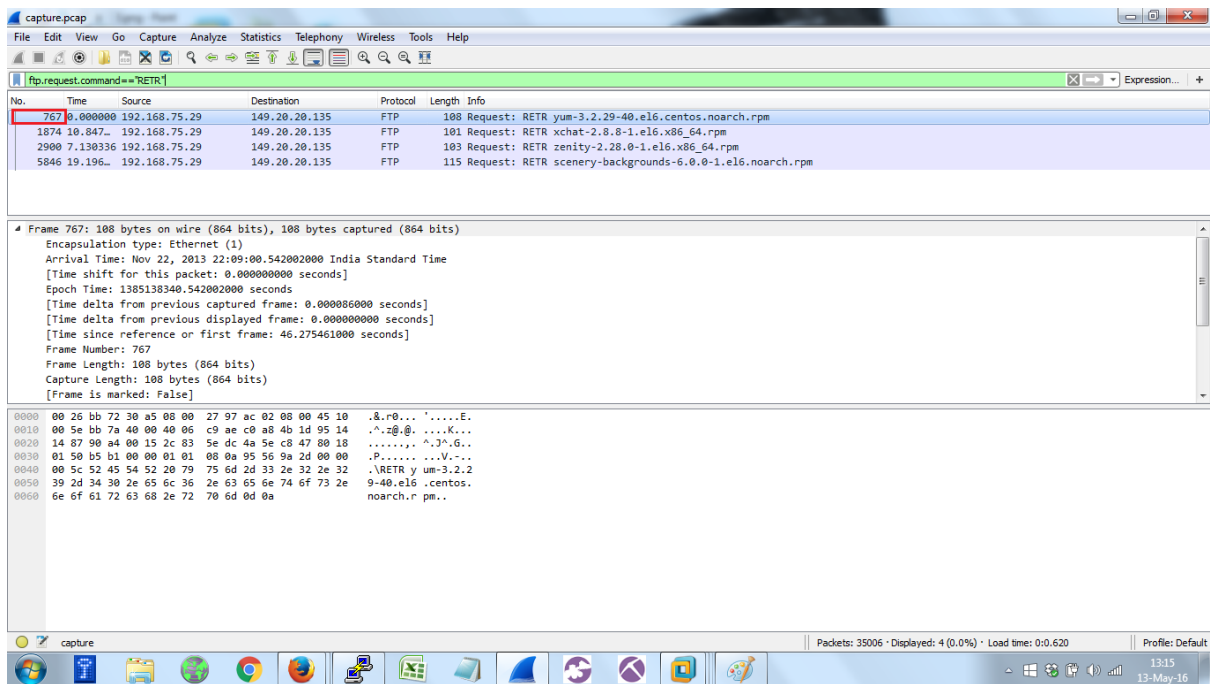 capture.pcap
File Edit View Go Capture Analyze Statistics Telephony Wireless Tools Help
ftp.request.command=="RETR"
Expression... +
No. Time Source Destination Protocol Length Info
767 0.000000 192.168.75.29 149.20.20.135 FTP 108 Request: RETR yum-3.2.29-40.el6.centos.noarch.rpm
1874 10.847… 192.168.75.29 149.20.20.135 FTP 101 Request: RETR xchat-2.8.8-1.el6.x86_64.rpm
2900 7.130336 192.168.75.29 149.20.20.135 FTP 103 Request: RETR zenity-2.28.0-1.el6.x86_64.rpm
5846 19.196… 192.168.75.29 149.20.20.135 FTP 115 Request: RETR scenery-backgrounds-6.0.0-1.el6.noarch.rpm
Frame 767: 108 bytes on wire (864 bits), 108 bytes captured (864 bits)
Encapsulation type: Ethernet (1)
Arrival Time: Nov 22, 2013 22:09:00.542002000 India Standard Time
[Time shift for this packet: 0.000000000 seconds]
Epoch Time: 1385138340.542002000 seconds
[Time delta from previous captured frame: 0.000086000 seconds]
[Time delta from previous displayed frame: 0.000000000 seconds]
[Time since reference or first frame: 46.275461000 seconds]
Frame Number: 767
Frame Length: 108 bytes (864 bits)
Capture Length: 108 bytes (864 bits)
[Frame is marked: False]
0000 00 26 bb 72 30 a5 08 00 27 97 ac 02 08 00 45 10 .&.r0... '.....E.
0010 00 5e bb 7a 40 00 40 06 c9 ae c0 a8 4b 1d 95 14 .^.z@.@. ....K...
0020 14 87 90 a4 00 15 2c 83 5e dc 4a 5e c8 47 80 18 ......,. ^.J^.G..
0030 01 50 b5 b1 00 00 01 01 08 0a 95 56 9a 2d 00 00 .P...... ...V.-..
0040 00 5c 52 45 54 52 20 79 75 6d 2d 33 2e 32 2e 32 .\RETR y um-3.2.2
0050 39 2d 34 30 2e 65 6c 36 2e 63 65 6e 74 6f 73 2e 9-40.el6 .centos.
0060 6e 6f 61 72 63 68 2e 72 70 6d 0d 0a noarch.r pm..
capture
Packets: 35006 · Displayed: 4 (0.0%) · Load time: 0:0.620
Profile: Default
13:15
13-May-16